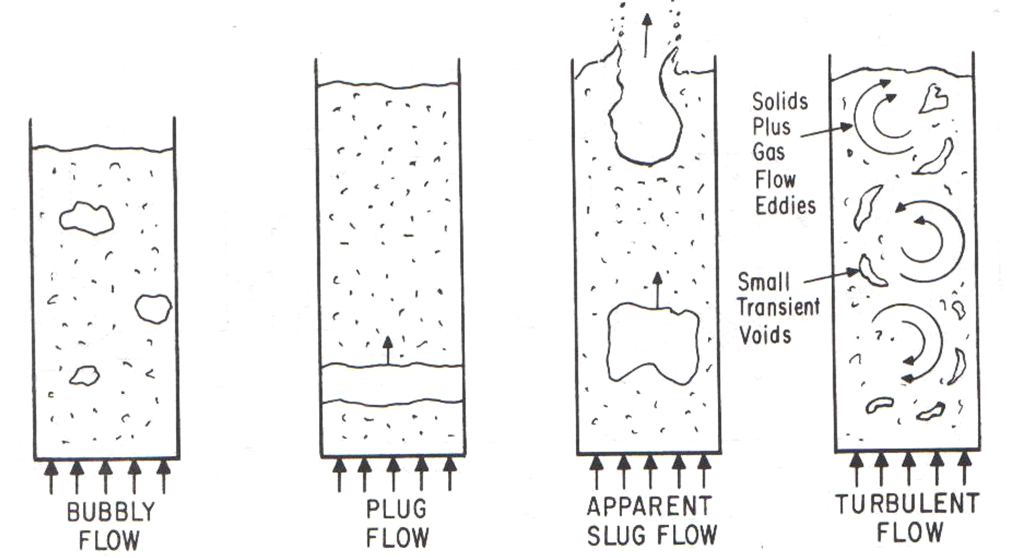 Solids
Plus
Gas
Flow
Eddies
Small
Transient
Voids
BUBBLY
FLOW
PLUG
FLOW
APPARENT
SLUG FLOW
TURBULENT
FLOW